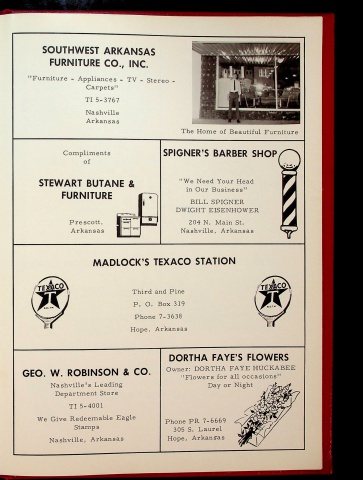 SOUTHWEST ARKANSAS
FURNITURE CO., INC.
"Furniture - Appliances - TV - Stereo -
Carpets"
TI 5-3767
Nashville
Arkansas
The Home of Beautiful Furniture
Compliments
of
STEWART BUTANE &
FURNITURE
Prescott,
Arkansas
SPIGNER'S BARBER SHOP
"We Need Your Head
in Our Business"
BILL SPIGNER
DWIGHT EISENHOWER
204 N. Main St.
Nashville, Arkansas
MADLOCK'S TEXACO STATION
TEXACO
TEXACO
Third and Pine
P. O. Box 319
Phone 7-3638
Hope, Arkansas
GEO. W. ROBINSON & CO.
Nashville's Leading
Department Store
TI 5-4001
We Give Redeemable Eagle
Stamps
Nashville, Arkansas
DORTHA FAYE'S FLOWERS
Owner: DORTHA FAYE HUCKABEE
"Flowers for all occasions"
Day or Night
Phone PR 7-6669
305 S. Laurel
Hope, Arkansas